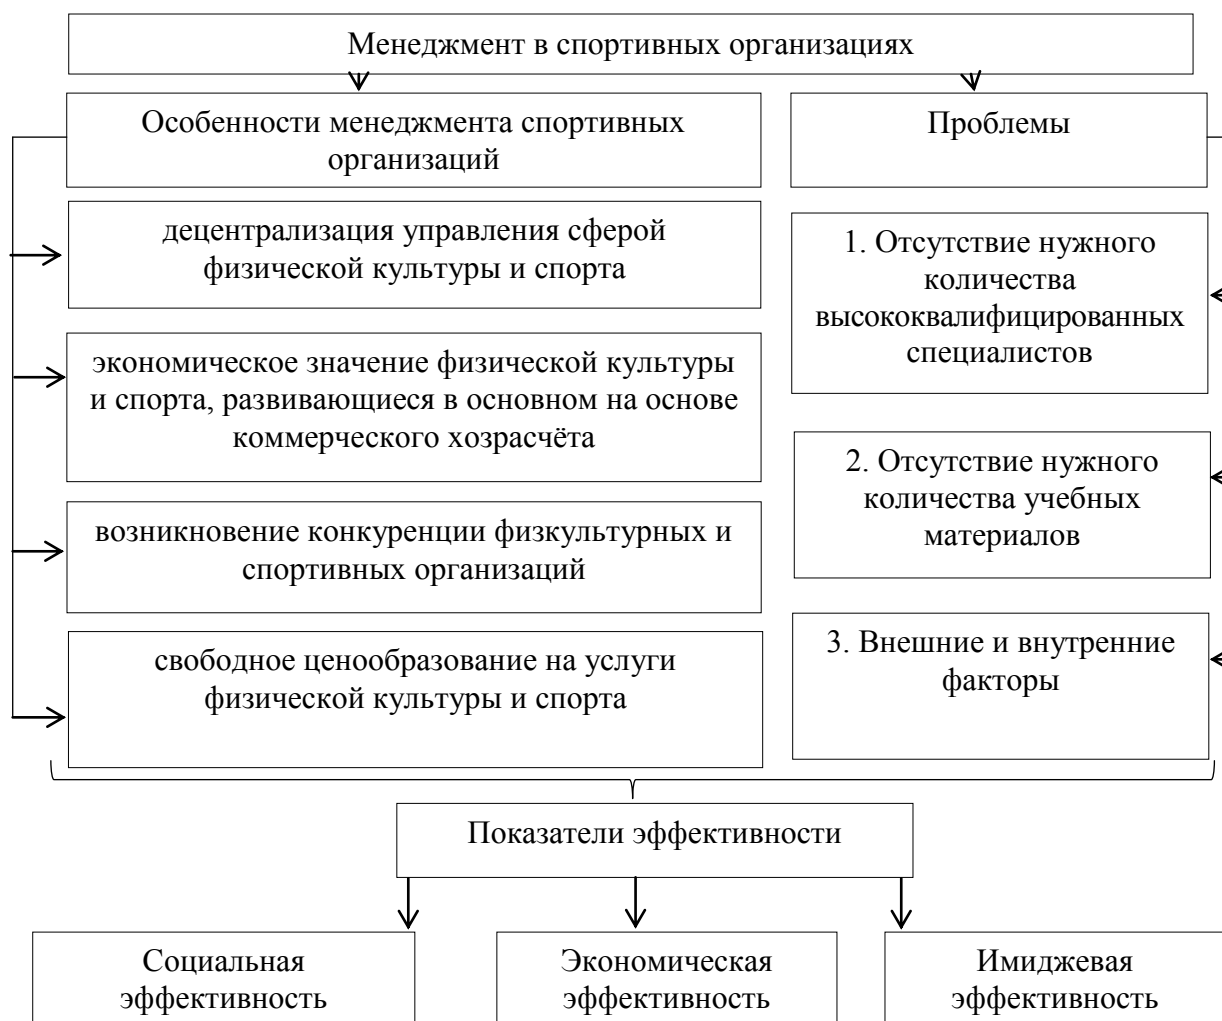 Менеджмент в спортивных организациях
Особенности менеджмента спортивных
организаций
децентрализация управления сферой
физической культуры и спорта
экономическое значение физической культуры
и спорта, развивающиеся в основном на основе
коммерческого хозрасчёта
возникновение конкуренции физкультурных и
спортивных организаций
свободное ценообразование на услуги
физической культуры и спорта
Проблемы
1. Отсутствие нужного
количества
высококвалифицированных
специалистов
2. Отсутствие нужного
количества учебных
материалов
3. Внешние и внутренние
факторы
Показатели эффективности
Социальная
эффективность
Экономическая
эффективность
Имиджевая
эффективность